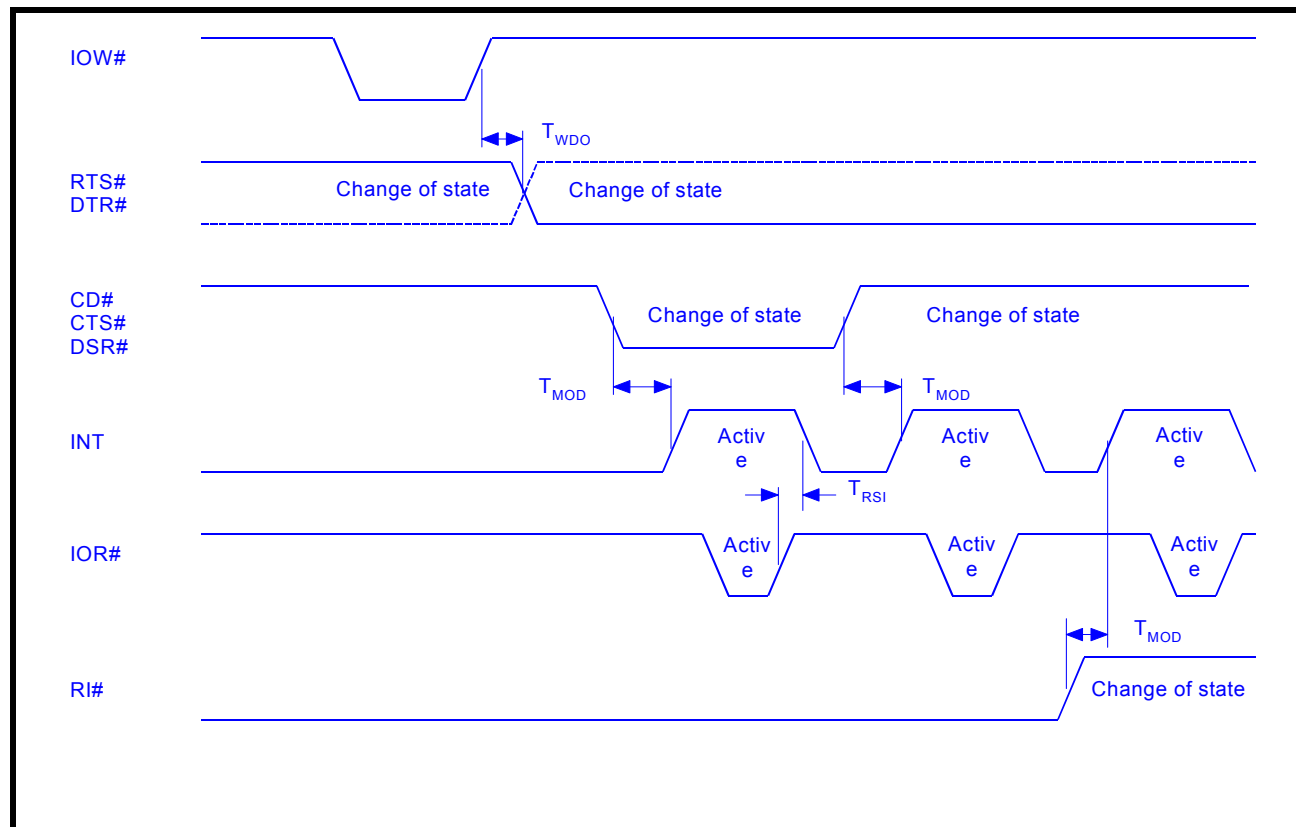 IOW#
TWDO
RTS#
DTR#
Change of state
Change of state
CD#
CTS#
DSR#
Change of state
Change of state
TMOD
TMOD
INT
Activ
e
Activ
e
Activ
e
TRSI
IOR#
Activ
e
Activ
e
Activ
e
TMOD
RI#
Change of state